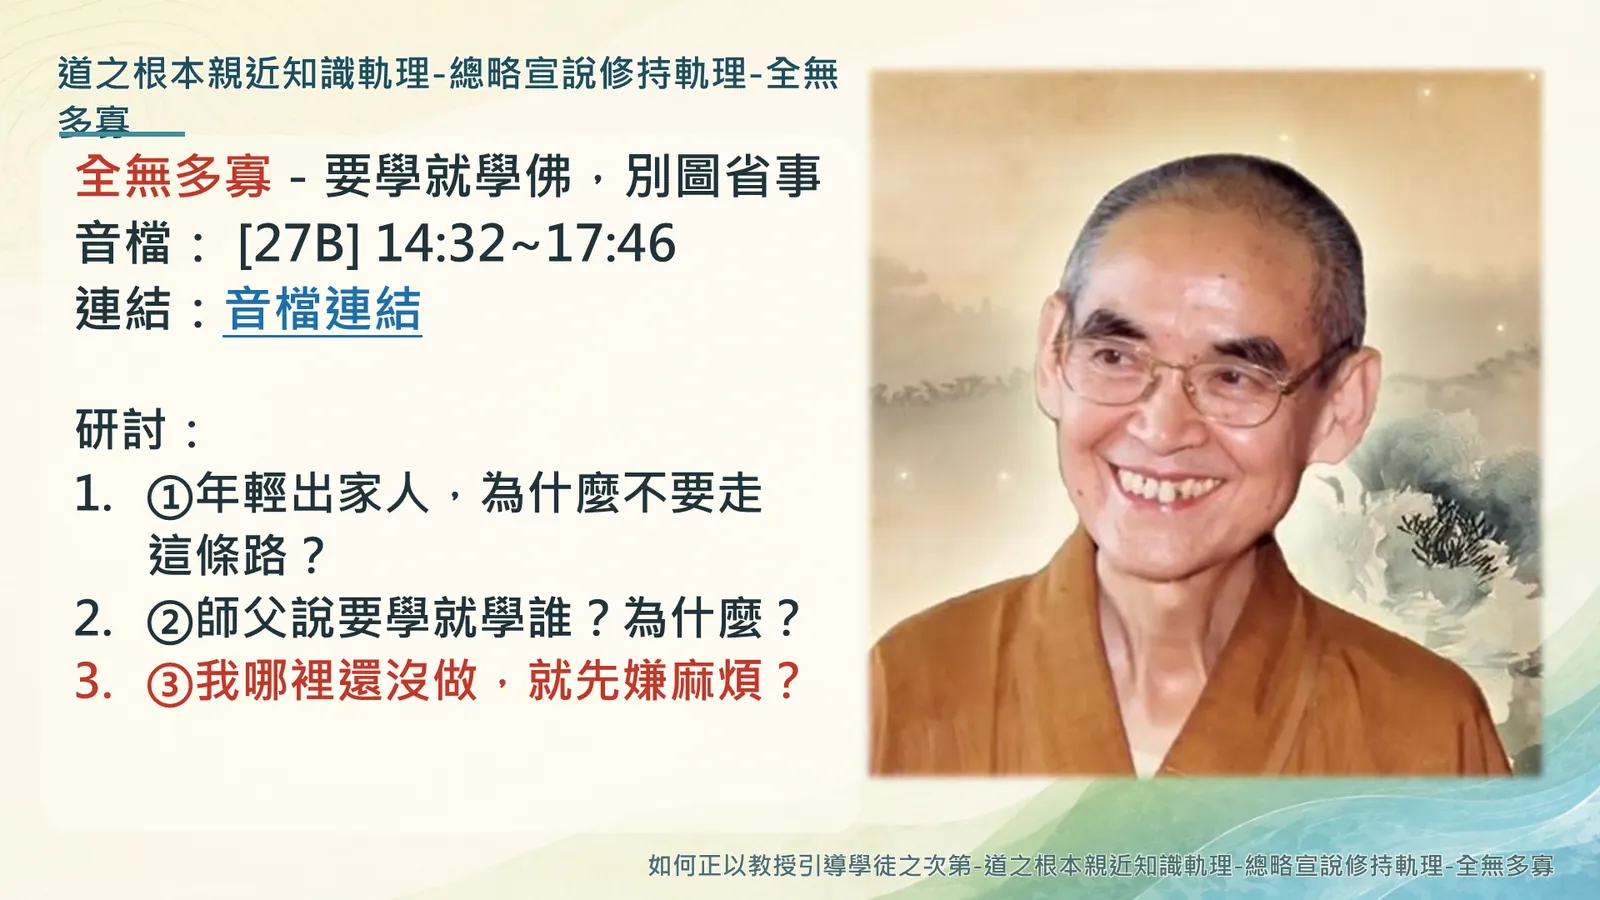 道之根本親近知識軌理-總略宣說修持軌理-全無
多寡
全無多寡 - 要學就學佛，別圖省事
音檔： [27B] 14:32~17:46
連結：音檔連結
研討：
1. ①年輕出家人，為什麼不要走
這條路？
2. ②師父說要學就學誰？為什麼？
3. ③我哪裡還沒做，就先嫌麻煩？
如何正以教授引導學徒之次第-道之根本親近知識軌理-總略宣說修持軌理-全無多寡